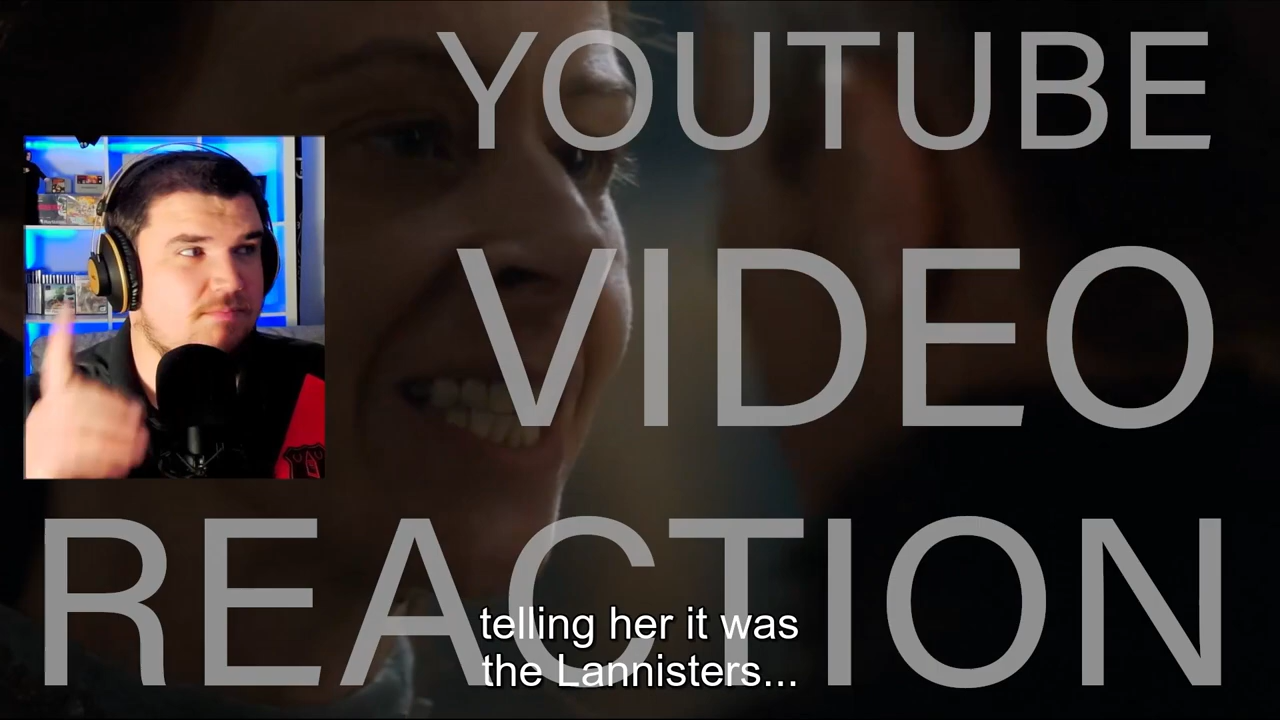 YOUTUBE
VIDEO
REACTION
telling her it was
the Lannisters...